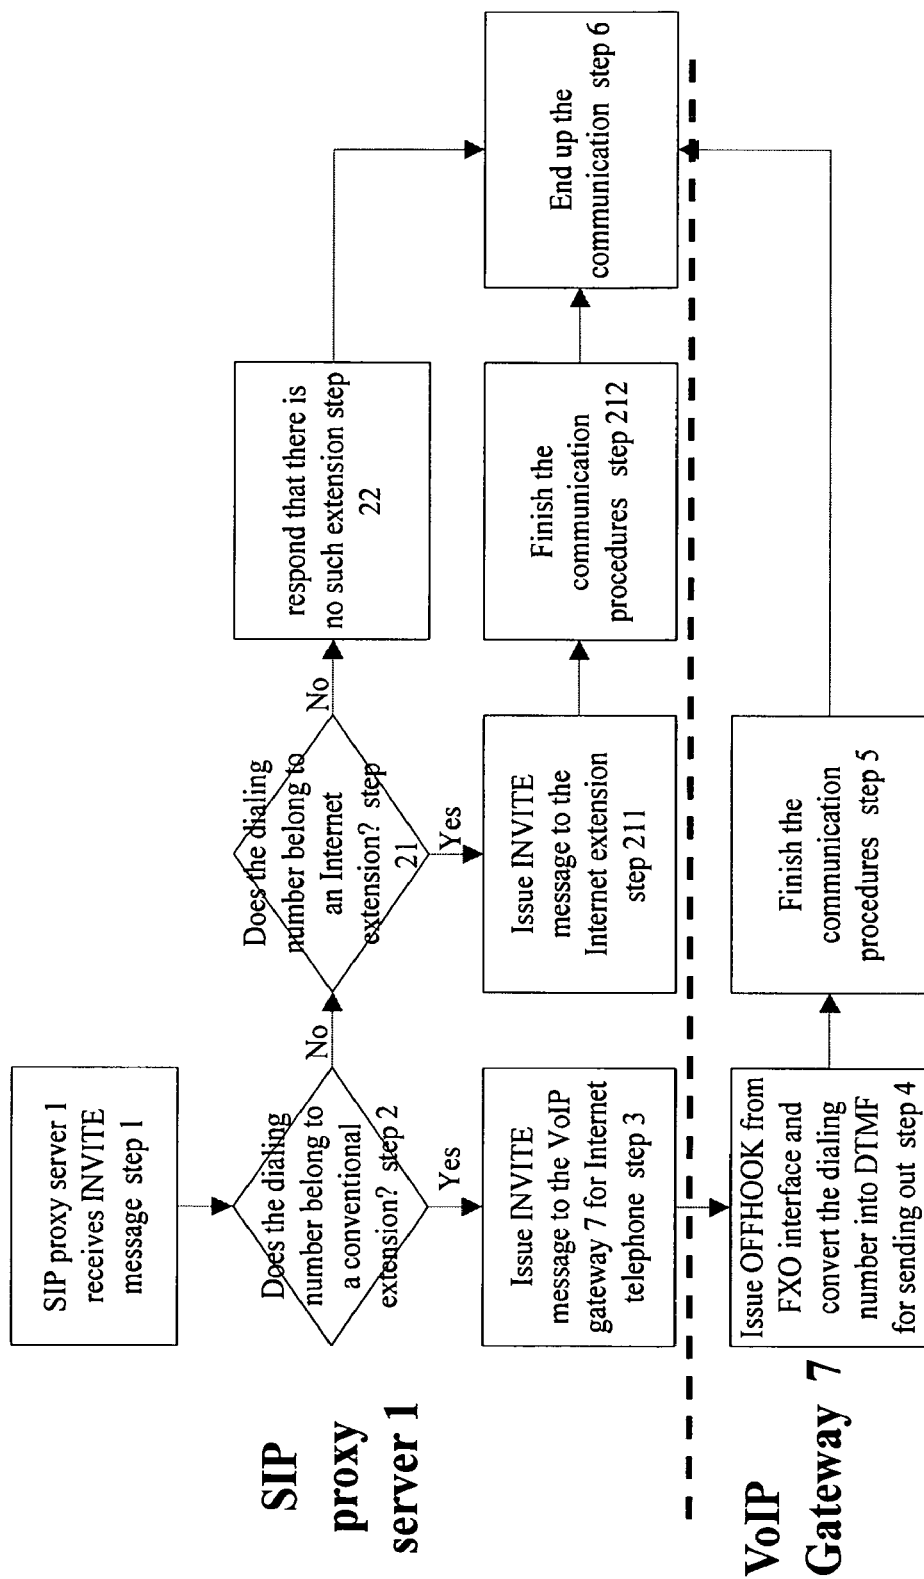 SIP proxy server 1
receives INVITE
message step 1
Does the dialing
number belong to
a conventional
extension? step 2
No
Yes
Does the dialing
number belong to
an Internet
extension? step
21
No
Yes
respond that there is
no such extension step
22
Issue INVITE
message to the VoIP
gateway 7 for Internet
telephone step 3
Issue INVITE
message to the
Internet extension
step 211
Finish the
communication
procedures step 212
End up the
communication step 6
SIP
proxy
server 1
Issue OFFHOOK from
FXO interface and
convert the dialing
number into DTMF
for sending out step 4
Finish the
communication
procedures step 5
VoIP
Gateway 7